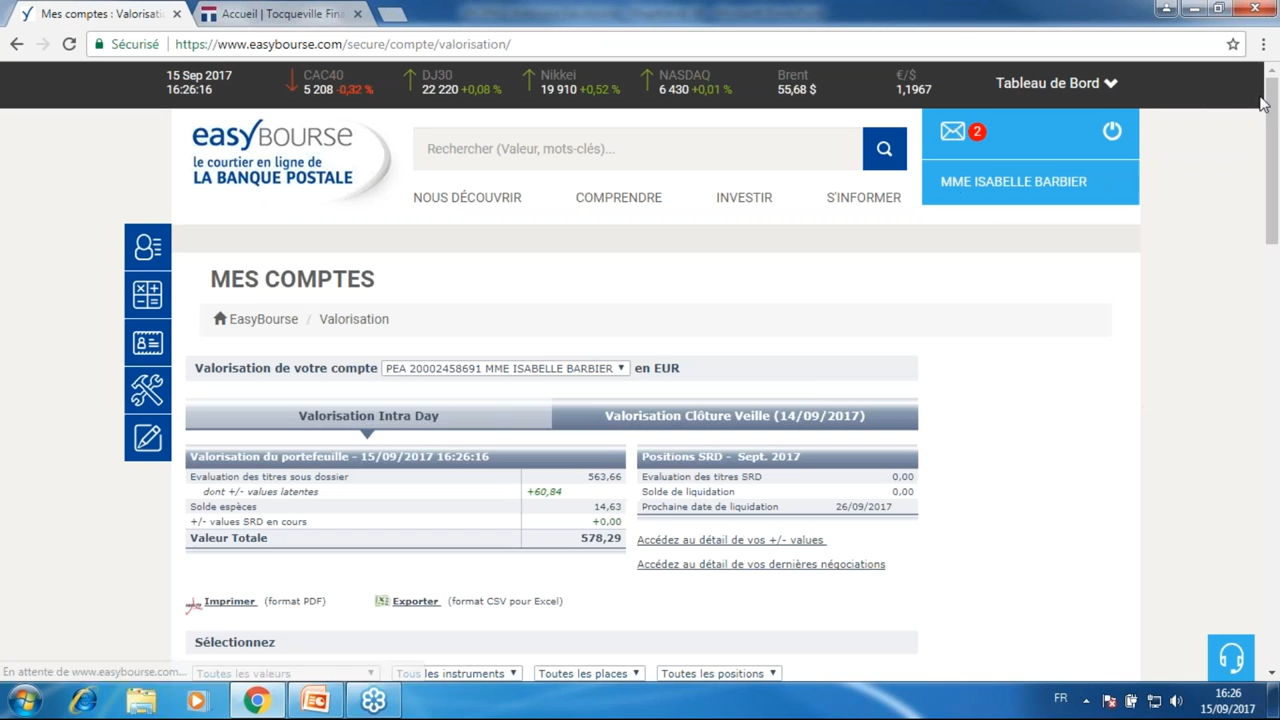 Mes comptes : Valorisati
Accueil | Tocqueville Fina
Sécurisé
https://www.easybourse.com/secure/compte/valorisation/
15 Sep 2017
16:26:16
CAC40
5 208 -0,32 %
DJ30
22 220 +0,08 %
Nikkei
19 910 +0,52 %
NASDAQ
6 430 +0,01 %
Brent
55,68 $
€/$
1,1967
Tableau de Bord
easyBOURSE
le courtier en ligne de
LA BANQUE POSTALE
Rechercher (Valeur, mots-clés)...
2
MME ISABELLE BARBIER
NOUS DÉCOUVRIR
COMPRENDRE
INVESTIR
S'INFORMER
MES COMPTES
EasyBourse / Valorisation
Valorisation de votre compte PEA 20002458691 MME ISABELLE BARBIER en EUR
Valorisation Intra Day
Valorisation Clôture Veille (14/09/2017)
Valorisation du portefeuille - 15/09/2017 16:26:16
Evaluation des titres sous dossier 563,66
dont +/- values latentes +60,84
Solde espèces 14,63
+/- values SRD en cours +0,00
Valeur Totale 578,29
Positions SRD - Sept. 2017
Evaluation des titres SRD 0,00
Solde de liquidation 0,00
Prochaine date de liquidation 26/09/2017
Accédez au détail de vos +/- values
Accédez au détail de vos dernières négociations
Imprimer (format PDF)
Exporter (format CSV pour Excel)
Sélectionnez
Toutes les valeurs
Tous les instruments
Toutes les places
Toutes les positions
En attente de www.easybourse.com...
FR
16:26
15/09/2017